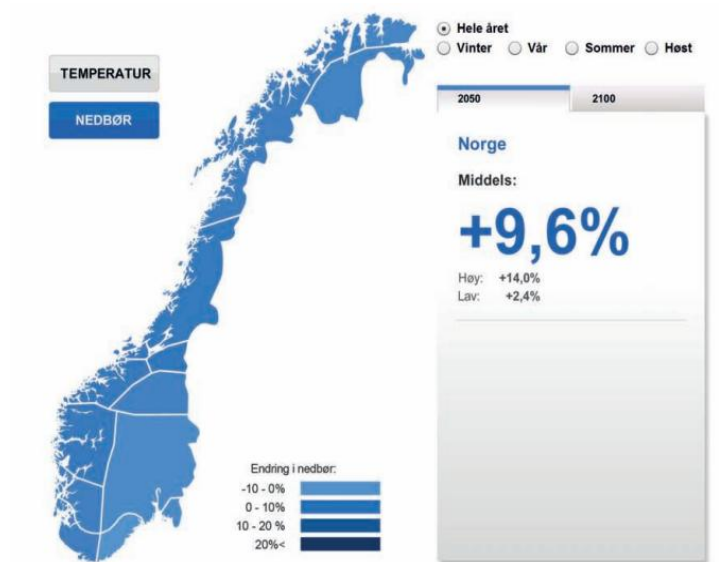 Hele året
Vinter Vår Sommer Høst
TEMPERATUR
NEDBØR
2050 2100
Norge
Middels:
+9,6%
Høy: +14,0%
Lav: +2,4%
Endring i nedbør:
-10 - 0%
0 - 10%
10 - 20 %
20%<